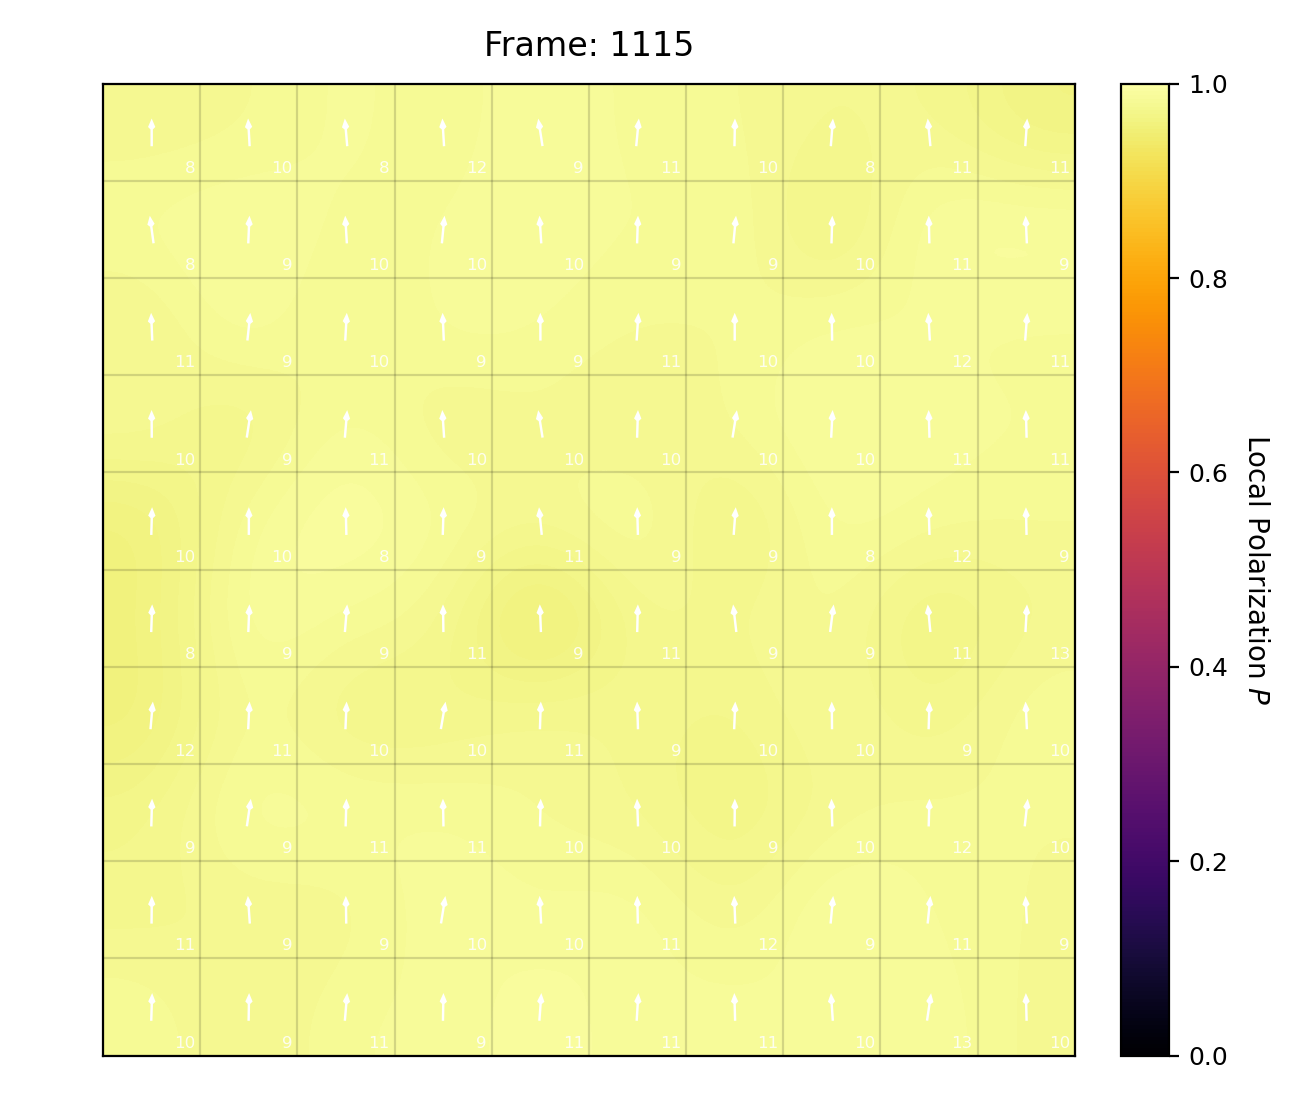 Frame: 1115
8 10 8 12 9 11 10 8 11 11
8 9 10 10 10 9 9 10 11 9
11 9 10 9 9 11 10 10 12 11
10 9 11 10 10 10 10 10 11 11
10 10 8 9 11 9 9 8 12 9
8 9 9 11 9 11 9 9 11 13
12 11 10 10 11 9 10 10 9 10
9 9 11 11 10 10 9 10 12 10
11 9 9 10 10 11 12 9 11 9
10 9 11 9 11 11 11 10 13 10
1.0
0.8
0.6
0.4
0.2
0.0
Local Polarization P